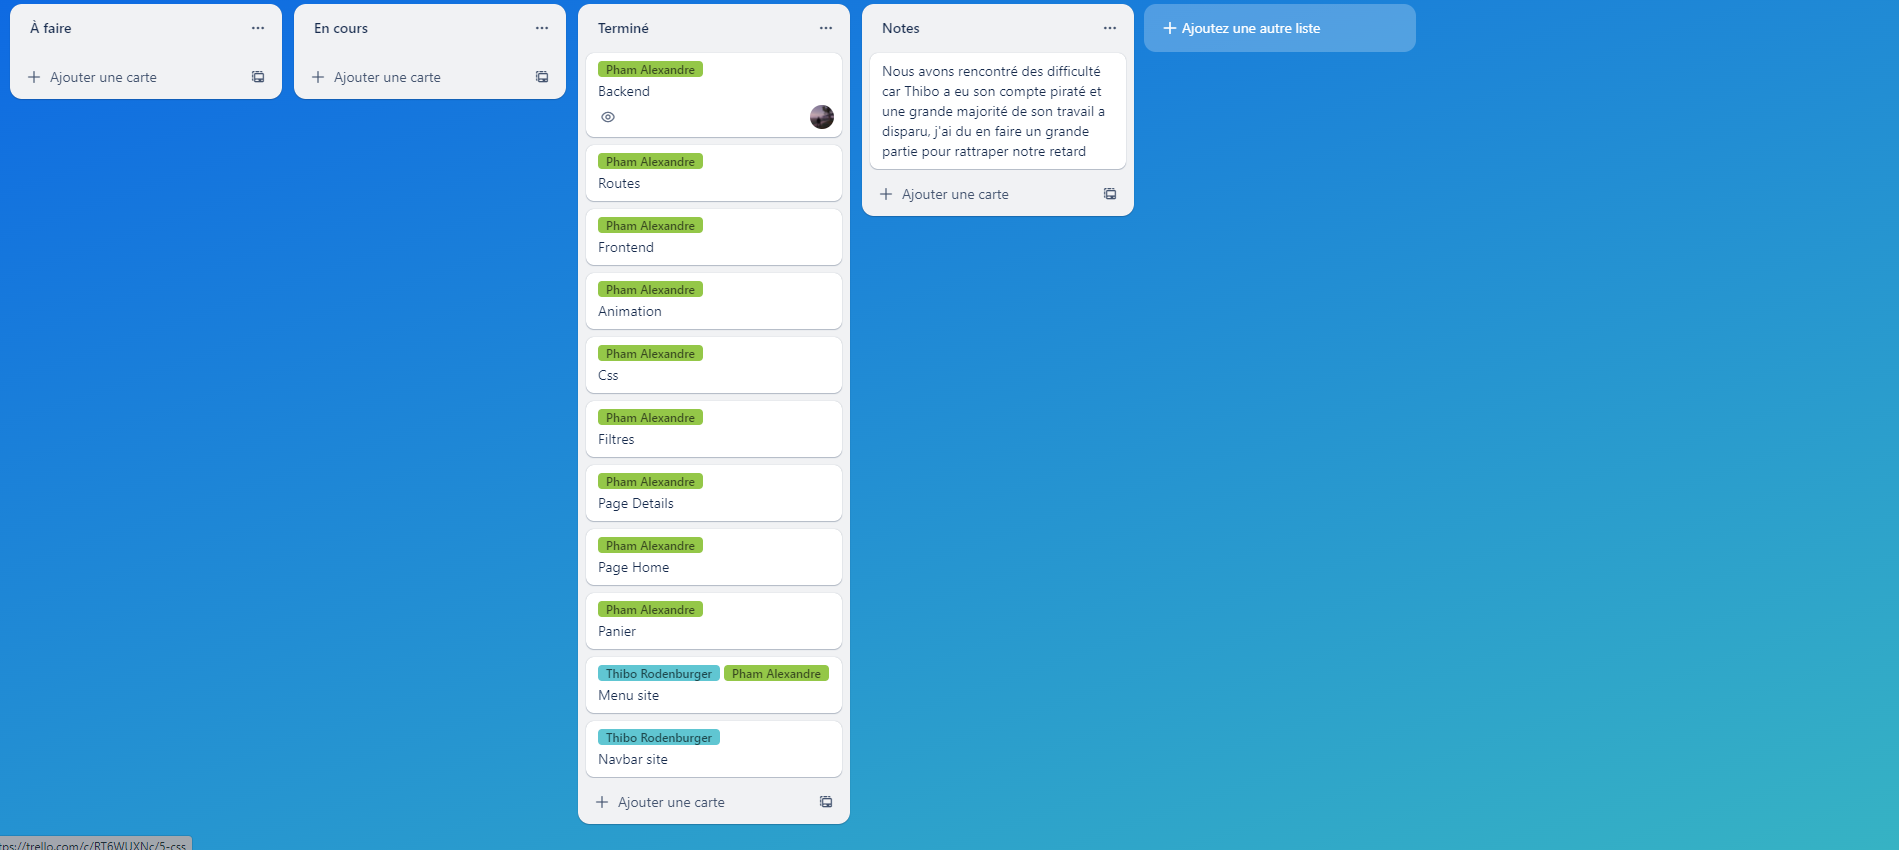 À faire
Ajouter une carte
En cours
Ajouter une carte
Terminé
Pham Alexandre
Backend
Pham Alexandre
Routes
Pham Alexandre
Frontend
Pham Alexandre
Animation
Pham Alexandre
Css
Pham Alexandre
Filtres
Pham Alexandre
Page Details
Pham Alexandre
Page Home
Pham Alexandre
Panier
Thibo Rodenburger Pham Alexandre
Menu site
Thibo Rodenburger
Navbar site
Ajouter une carte
Notes
Nous avons rencontré des difficulté
car Thibo a eu son compte piraté et
une grande majorité de son travail a
disparu, j'ai du en faire un grande
partie pour rattraper notre retard
Ajouter une carte
Ajoutez une autre liste
tps://trello.com/c/RT6WUXNc/5-css